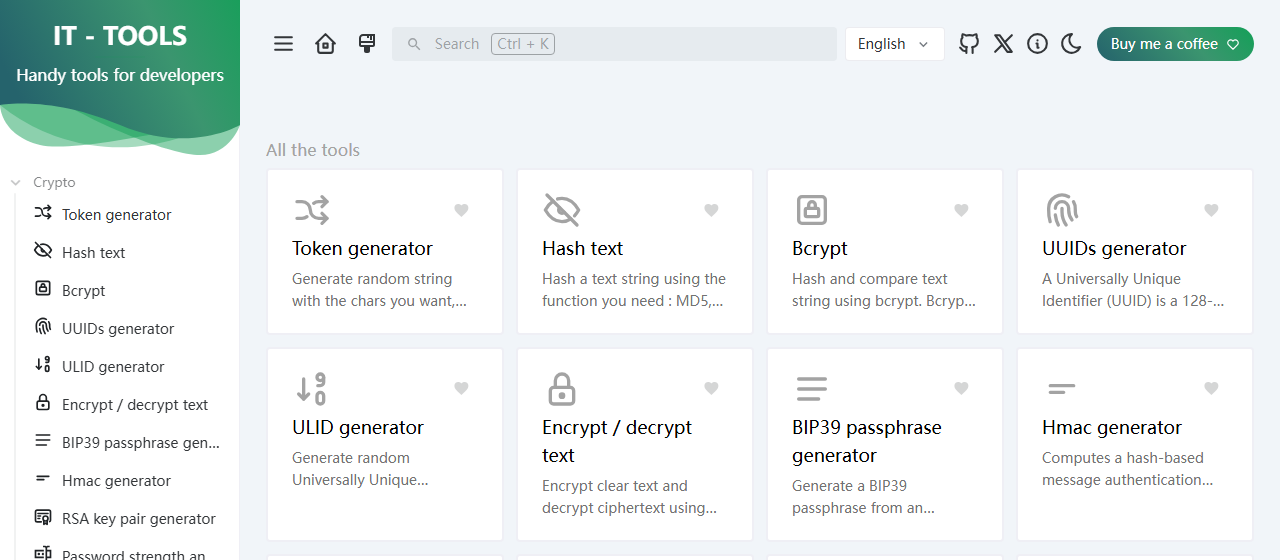 IT - TOOLS
Handy tools for developers
Crypto
Token generator
Hash text
Bcrypt
UUIDs generator
ULID generator
Encrypt / decrypt text
BIP39 passphrase gen...
Hmac generator
RSA key pair generator
Password strength an...
Search Ctrl + K
English
Buy me a coffee
All the tools
Token generator
Generate random string
with the chars you want,...
Hash text
Hash a text string using the
function you need : MD5,...
Bcrypt
Hash and compare text
string using bcrypt. Bcryp...
UUIDs generator
A Universally Unique
Identifier (UUID) is a 128-...
ULID generator
Generate random
Universally Unique...
Encrypt / decrypt
text
Encrypt clear text and
decrypt ciphertext using...
BIP39 passphrase
generator
Generate a BIP39
passphrase from an...
Hmac generator
Computes a hash-based
message authentication...